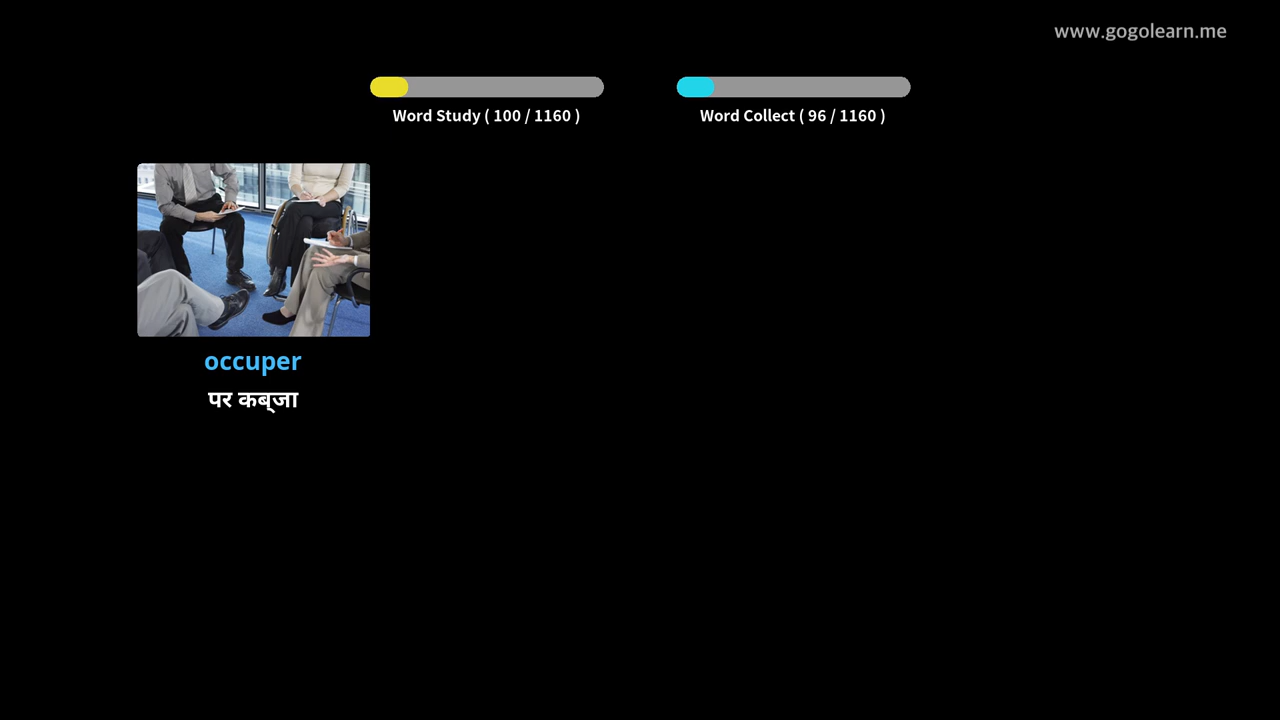 www.gogolearn.me
Word Study ( 100 / 1160 )
Word Collect ( 96 / 1160 )
occuper
पर कब्जा